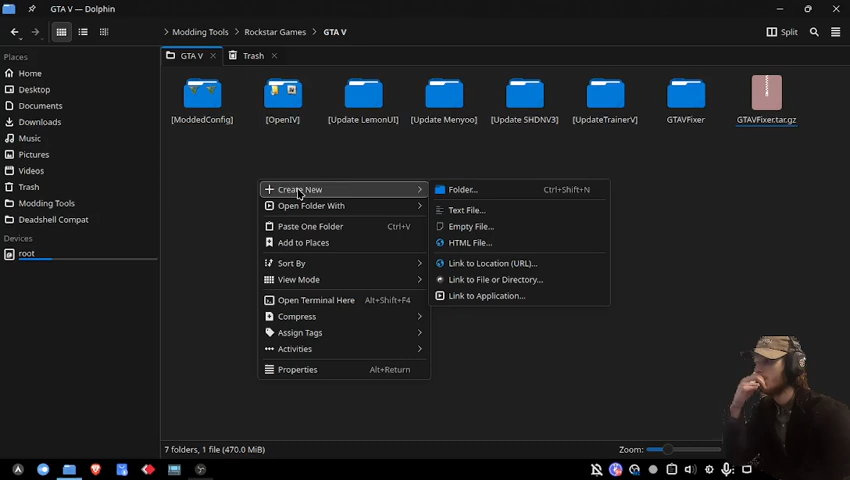 GTA V — Dolphin
Modding Tools
Rockstar Games
GTA V
Split
Places
GTA V
Trash
Home
Desktop
Documents
Downloads
Music
Pictures
Videos
Trash
Modding Tools
Deadshell Compat
Devices
root
[ModdedConfig]
[OpenIV]
[Update LemonUI]
[Update Menyoo]
[Update SHDNV3]
[UpdateTrainerV]
GTAVFixer
GTAVFixer.tar.gz
Create New
Open Folder With
Paste One Folder Ctrl+V
Add to Places
Sort By
View Mode
Open Terminal Here Alt+Shift+F4
Compress
Assign Tags
Activities
Properties Alt+Return
Folder... Ctrl+Shift+N
Text File...
Empty File...
HTML File...
Link to Location (URL)...
Link to File or Directory...
Link to Application...
7 folders, 1 file (470.0 MiB)
Zoom: